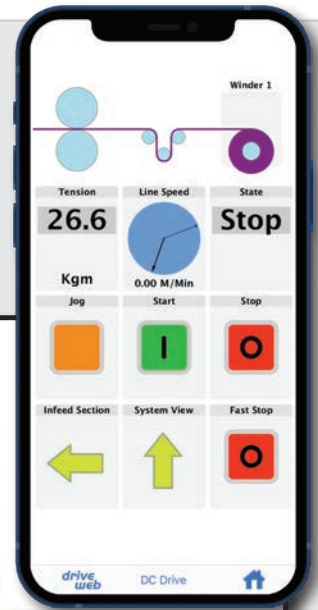 Winder 1
Tension
Line Speed
State
26.6
Stop
Kgm
0.00 M/Min
Jog
Start
Stop
I
O
Infeed Section
System View
Fast Stop
O
drive
web
DC Drive